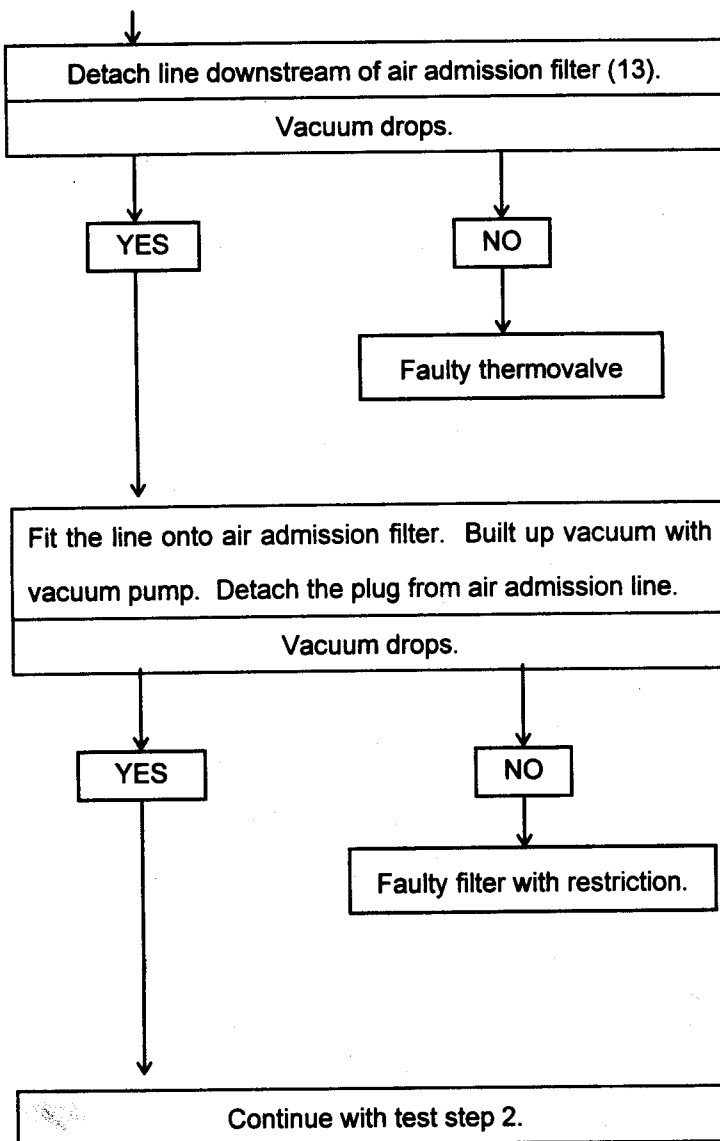 Detach line downstream of air admission filter (13).
Vacuum drops.
YES
NO
Faulty thermovalve
Fit the line onto air admission filter. Built up vacuum with
vacuum pump. Detach the plug from air admission line.
Vacuum drops.
YES
NO
Faulty filter with restriction.
Continue with test step 2.